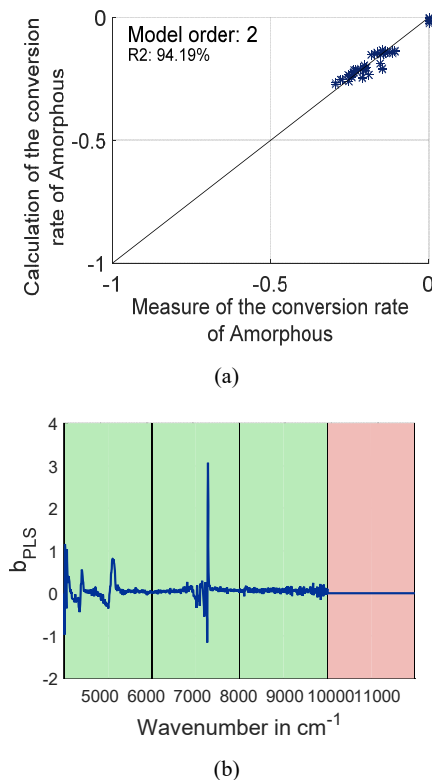 0
Model order: 2
R2: 94.19%
-0.5
-1
Calculation of the conversion
rate of Amorphous
-1 -0.5 0
Measure of the conversion rate
of Amorphous
(a)
4
3
2
1
0
-1
-2
bPLS
5000 6000 7000 8000 9000 1000011000
Wavenumber in cm-1
(b)